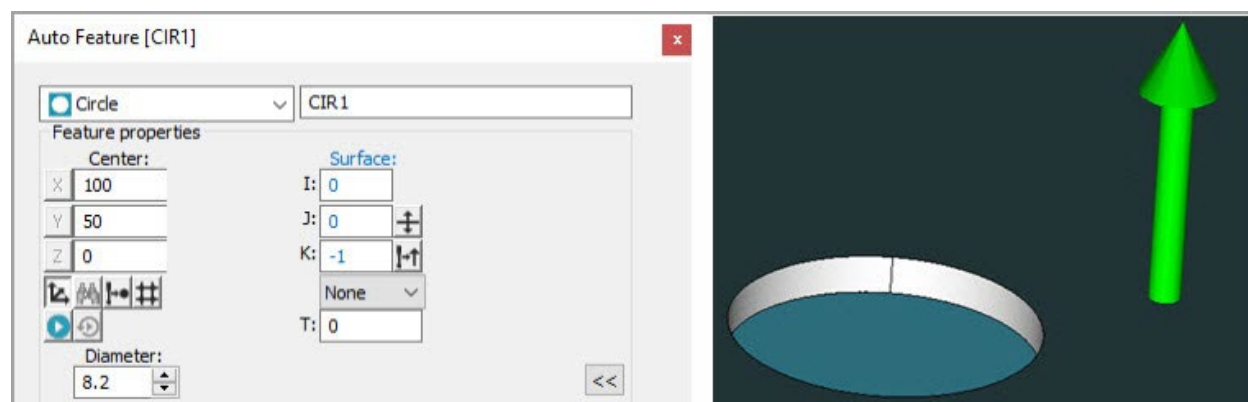 Auto Feature [CIR1]
x
Circle
CIR1
Feature properties
Center:
Surface:
X 100
I: 0
Y 50
J: 0
Z 0
K: -1
None
T: 0
Diameter:
8.2
<<